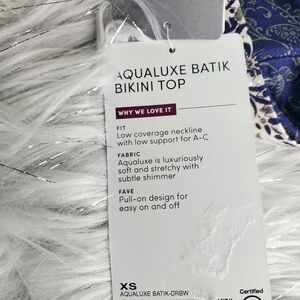 AQUALUXE BATIK
BIKINI TOP
WHY WE LOVE IT
FIT
Low coverage neckline
with low support for A-C
FABRIC
Aqualuxe is luxuriously
soft and stretchy with
subtle shimmer
FAVE
Pull-on design for
easy on and off
XS
AQUALUXE BATIK-DRBW
Certified